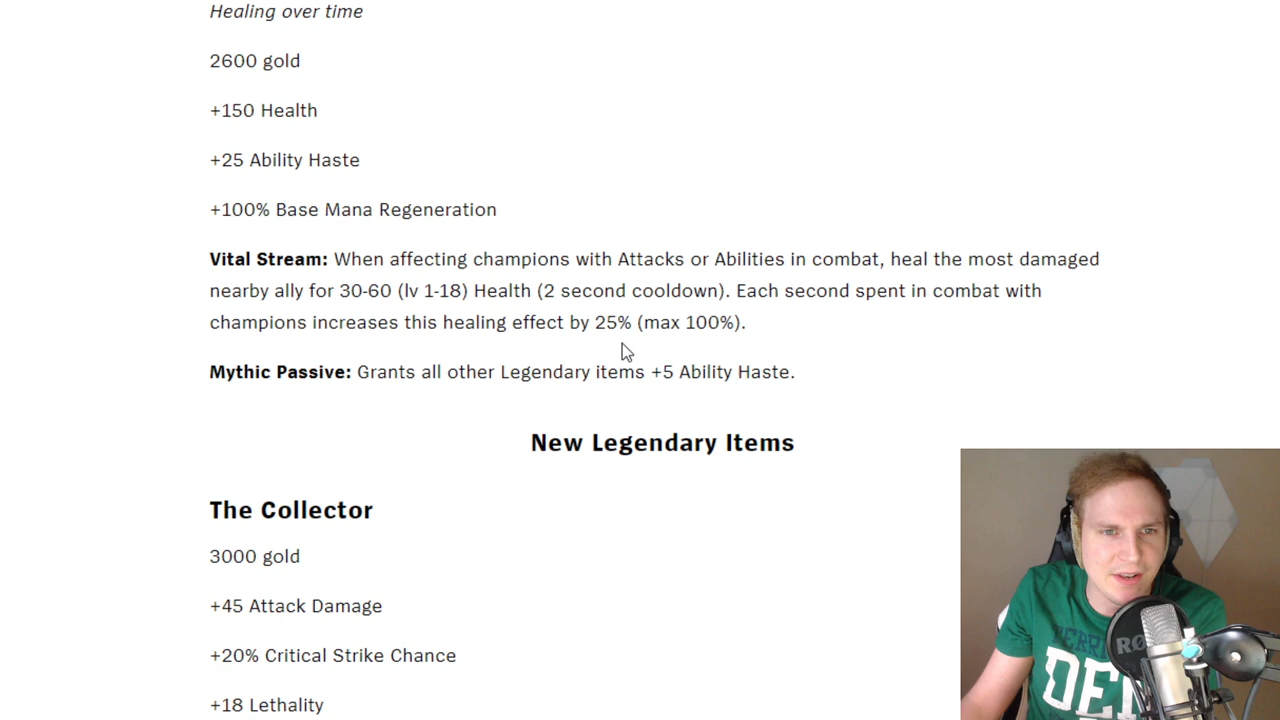 Healing over time
2600 gold
+150 Health
+25 Ability Haste
+100% Base Mana Regeneration
Vital Stream: When affecting champions with Attacks or Abilities in combat, heal the most damaged
nearby ally for 30-60 (lv 1-18) Health (2 second cooldown). Each second spent in combat with
champions increases this healing effect by 25% (max 100%).
Mythic Passive: Grants all other Legendary items +5 Ability Haste.
New Legendary Items
The Collector
3000 gold
+45 Attack Damage
+20% Critical Strike Chance
+18 Lethality